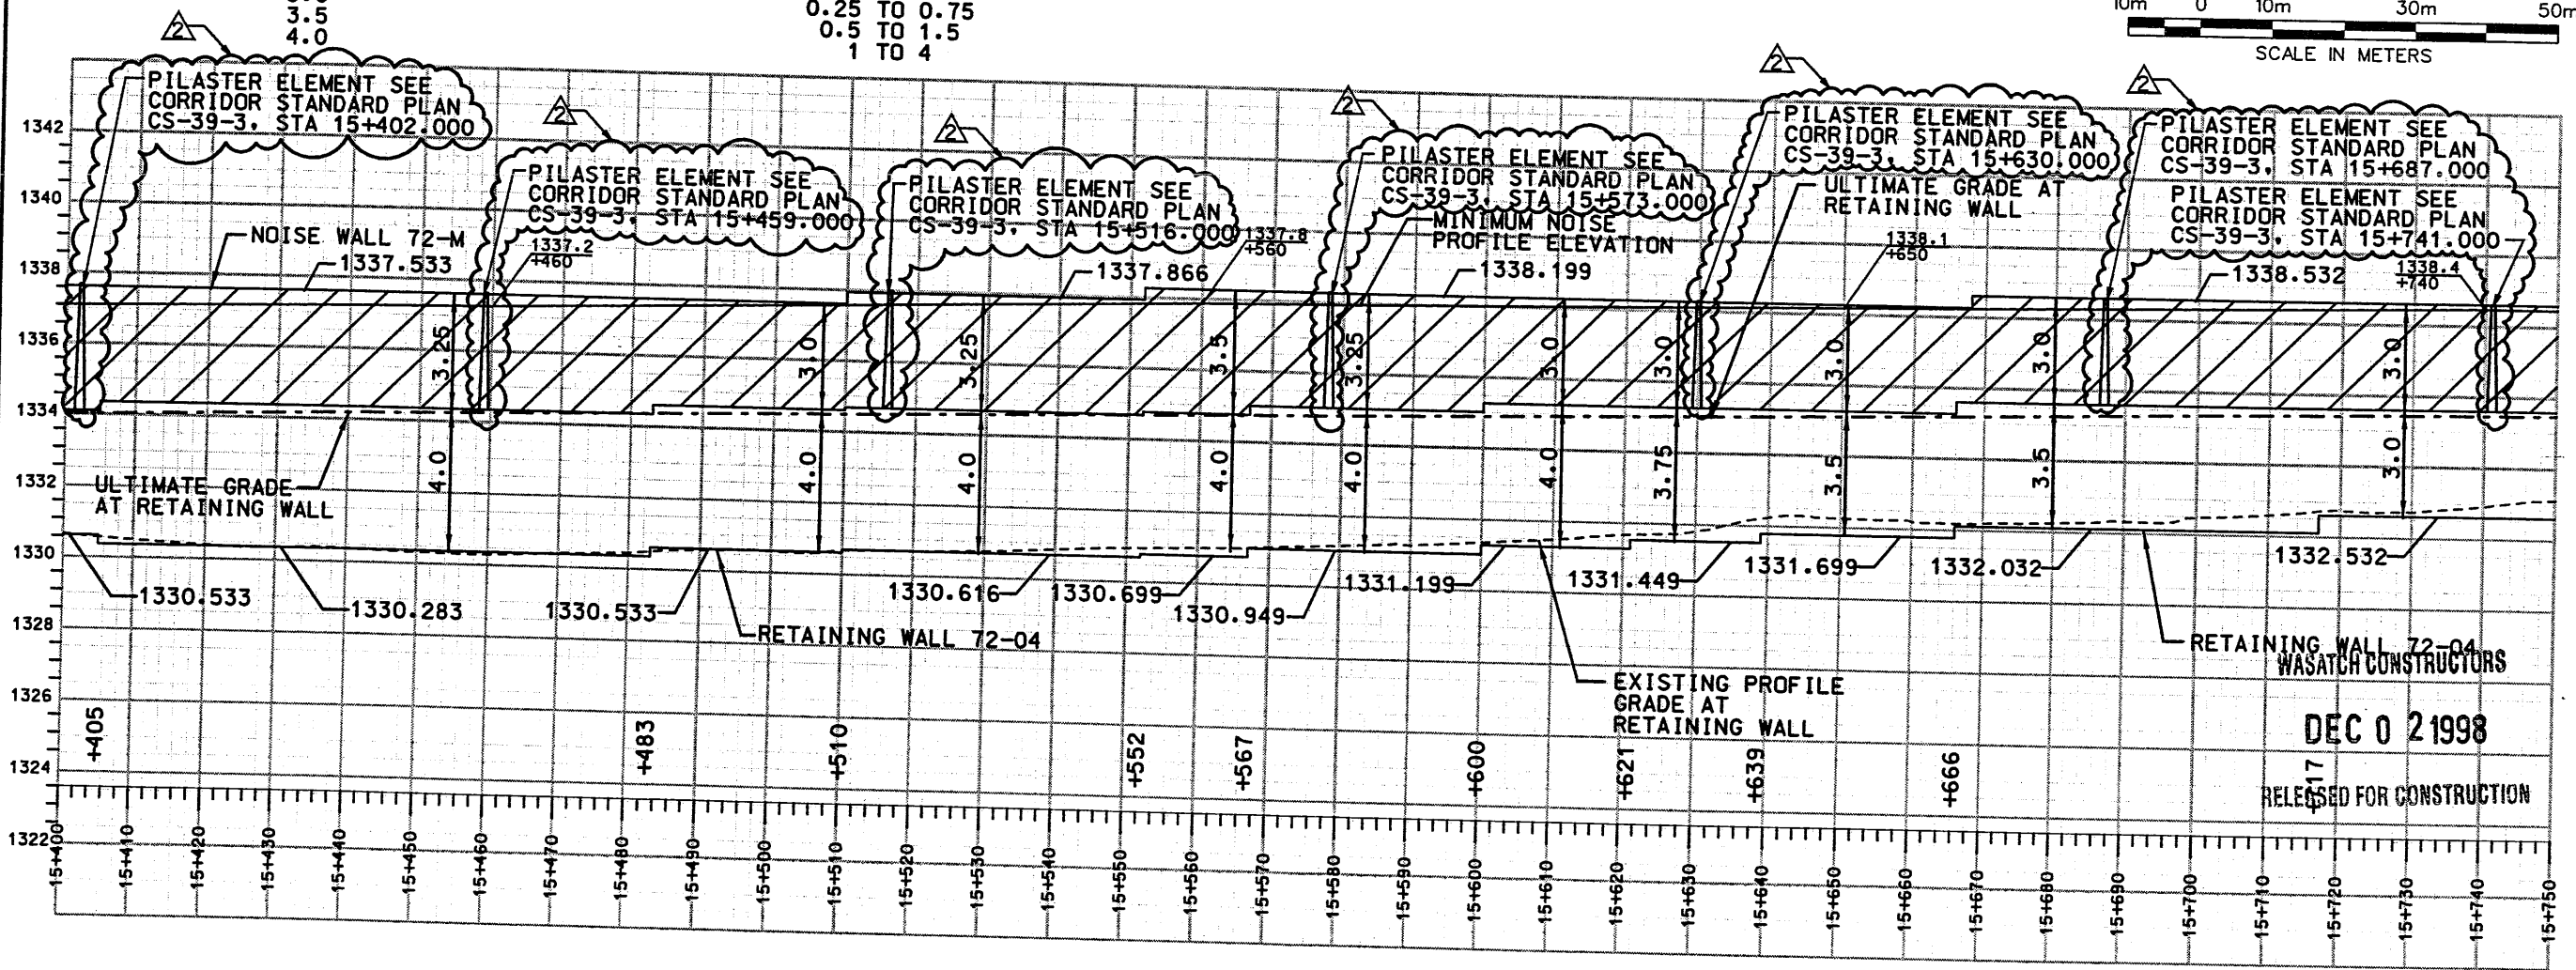 3.5
4.0
0.25 TO 0.75
0.5 TO 1.5
1 TO 4
10m 0 10m 30m 50m
SCALE IN METERS
2
PILASTER ELEMENT SEE
CORRIDOR STANDARD PLAN
CS-39-3, STA 15+402.000
2
PILASTER ELEMENT SEE
CORRIDOR STANDARD PLAN
CS-39-3, STA 15+459.000
2
PILASTER ELEMENT SEE
CORRIDOR STANDARD PLAN
CS-39-3, STA 15+516.000
2
PILASTER ELEMENT SEE
CORRIDOR STANDARD PLAN
CS-39-3, STA 15+573.000
2
PILASTER ELEMENT SEE
CORRIDOR STANDARD PLAN
CS-39-3, STA 15+630.000
2
PILASTER ELEMENT SEE
CORRIDOR STANDARD PLAN
CS-39-3, STA 15+687.000
PILASTER ELEMENT SEE
CORRIDOR STANDARD PLAN
CS-39-3, STA 15+741.000
1342
1340
1338
1336
1334
1332
1330
1328
1326
1324
1322
NOISE WALL 72-M
1337.533
1337.2
+460
1337.866
1337.8
+560
MINIMUM NOISE
PROFILE ELEVATION
1338.199
ULTIMATE GRADE AT
RETAINING WALL
1338.1
+650
1338.532
1338.4
+740
3.25
3.0
3.25
3.5
3.25
3.0
3.0
3.0
3.0
3.0
4.0
4.0
4.0
4.0
4.0
4.0
3.75
3.5
3.5
3.0
ULTIMATE GRADE
AT RETAINING WALL
1330.533
1330.283
1330.533
RETAINING WALL 72-04
1330.616
1330.699
1330.949
1331.199
1331.449
1331.699
1332.032
1332.532
EXISTING PROFILE
GRADE AT
RETAINING WALL
RETAINING WALL 72-04
WASATCH CONSTRUCTORS
DEC 0 2 1998
RELEASED FOR CONSTRUCTION
+405
+483
+510
+552
+567
+600
+621
+639
+666
+717
15+400
15+410
15+420
15+430
15+440
15+450
15+460
15+470
15+480
15+490
15+500
15+510
15+520
15+530
15+540
15+550
15+560
15+570
15+580
15+590
15+600
15+610
15+620
15+630
15+640
15+650
15+660
15+670
15+680
15+690
15+700
15+710
15+720
15+730
15+740
15+750